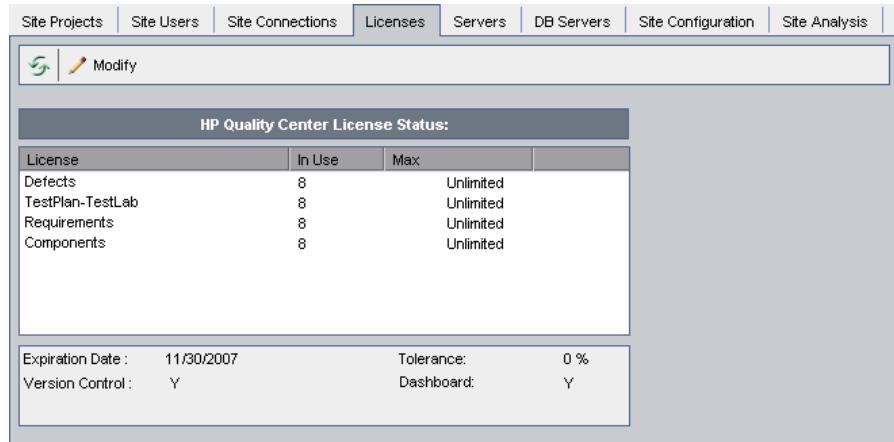 Site Projects Site Users Site Connections Licenses Servers DB Servers Site Configuration Site Analysis
Modify
HP Quality Center License Status:
License In Use Max
Defects 8 Unlimited
TestPlan-TestLab 8 Unlimited
Requirements 8 Unlimited
Components 8 Unlimited
Expiration Date : 11/30/2007 Tolerance: 0 %
Version Control : Y Dashboard: Y